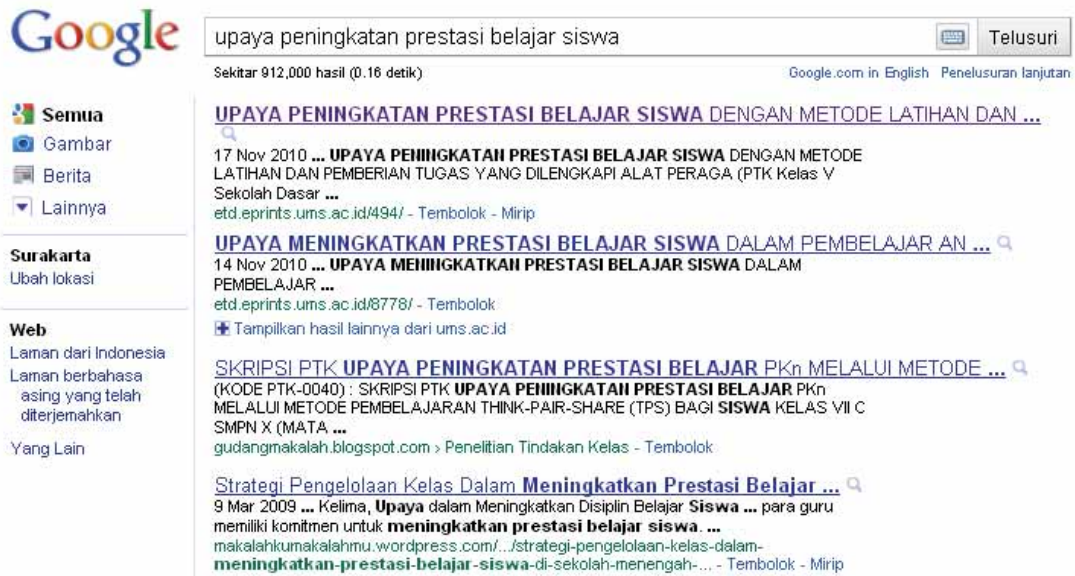 Google
upaya peningkatan prestasi belajar siswa
Telusuri
Sekitar 912,000 hasil (0.16 detik)
Google.com in English Penelusuran lanjutan
Semua
Gambar
Berita
Lainnya
Surakarta
Ubah lokasi
Web
Laman dari Indonesia
Laman berbahasa
asing yang telah
diterjemahkan
Yang Lain
UPAYA PENINGKATAN PRESTASI BELAJAR SISWA DENGAN METODE LATIHAN DAN ...
17 Nov 2010 ... UPAYA PENINGKATAN PRESTASI BELAJAR SISWA DENGAN METODE
LATIHAN DAN PEMBERIAN TUGAS YANG DILENGKAPI ALAT PERAGA (PTK Kelas V
Sekolah Dasar ...
etd.eprints.ums.ac.id/494/ - Tembolok - Mirip
UPAYA MENINGKATKAN PRESTASI BELAJAR SISWA DALAM PEMBELAJAR AN ...
14 Nov 2010 ... UPAYA MENINGKATKAN PRESTASI BELAJAR SISWA DALAM
PEMBELAJAR ...
etd.eprints.ums.ac.id/8778/ - Tembolok
Tampilkan hasil lainnya dari ums.ac.id
SKRIPSI PTK UPAYA PENINGKATAN PRESTASI BELAJAR PKn MELALUI METODE ...
(KODE PTK-0040) : SKRIPSI PTK UPAYA PENINGKATAN PRESTASI BELAJAR PKn
MELALUI METODE PEMBELAJARAN THINK-PAIR-SHARE (TPS) BAGI SISWA KELAS VII C
SMPN X (MATA ...
gudangmakalah.blogspot.com › Penelitian Tindakan Kelas - Tembolok
Strategi Pengelolaan Kelas Dalam Meningkatkan Prestasi Belajar ...
9 Mar 2009 ... Kelima, Upaya dalam Meningkatkan Disiplin Belajar Siswa ... para guru
memiliki komitmen untuk meningkatkan prestasi belajar siswa. ...
makalahkumakalahmu.wordpress.com/.../strategi-pengelolaan-kelas-dalam-
meningkatkan-prestasi-belajar-siswa-di-sekolah-menengah-... - Tembolok - Mirip